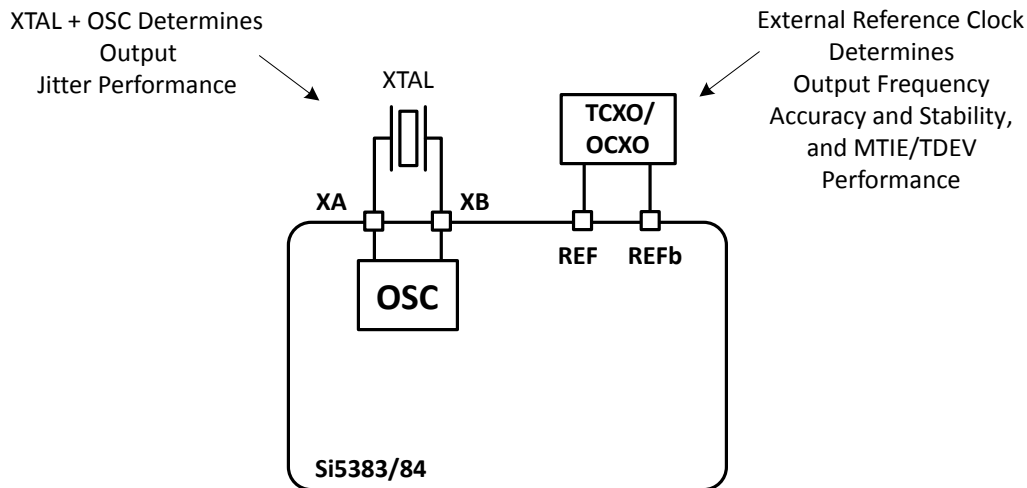 XTAL + OSC Determines
Output
Jitter Performance
XTAL
External Reference Clock
Determines
Output Frequency
Accuracy and Stability,
and MTIE/TDEV
Performance
TCXO/
OCXO
XA
XB
REF
REFb
OSC
Si5383/84